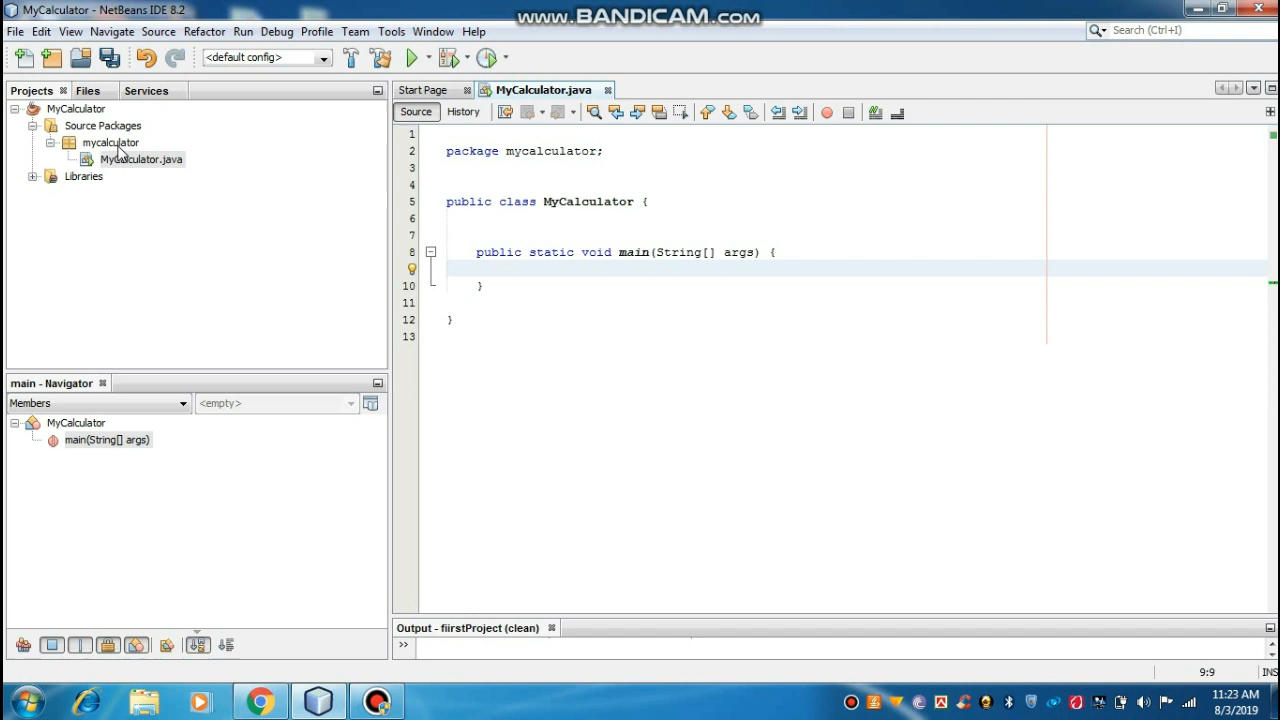 MyCalculator - NetBeans IDE 8.2
www.BANDICAM.com
File Edit View Navigate Source Refactor Run Debug Profile Team Tools Window Help
Search (Ctrl+I)
<default config>
Projects Files Services
Start Page MyCalculator.java
MyCalculator
Source Packages
mycalculator
MyCalculator.java
Libraries
Source History
1
2 package mycalculator;
3
4
5 public class MyCalculator {
6
7
8 public static void main(String[] args) {
10 }
11
12 }
13
main - Navigator
Members <empty>
MyCalculator
main(String[] args)
Output - fiirstProject (clean)
>>
9:9 INS
11:23 AM
8/3/2019